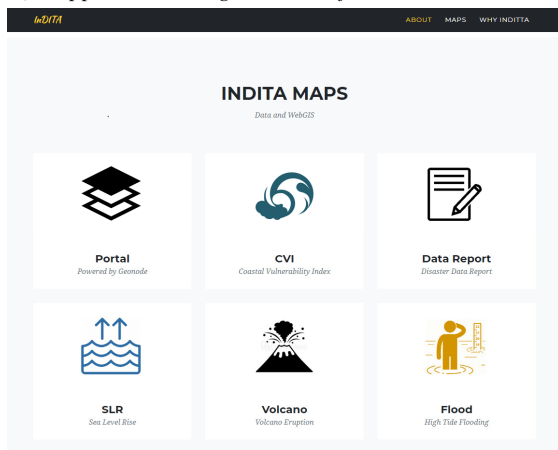 InDITA
ABOUT MAPS WHY INDITTA
INDITA MAPS
Data and WebGIS
Portal
Powered by Geonode
CVI
Coastal Vulnerability Index
Data Report
Disaster Data Report
SLR
Sea Level Rise
Volcano
Volcano Eruption
Flood
High Tide Flooding